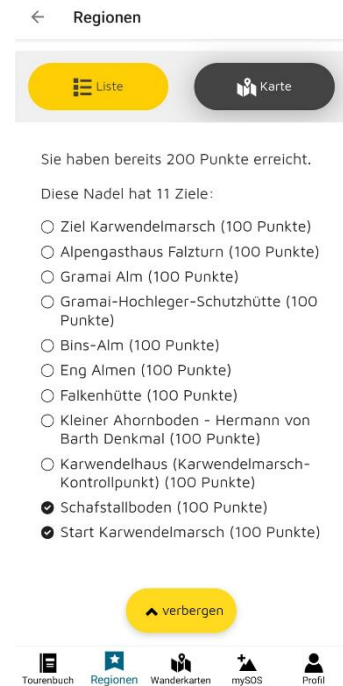 Regionen
Liste
Karte
Sie haben bereits 200 Punkte erreicht.
Diese Nadel hat 11 Ziele:
Ziel Karwendelmarsch (100 Punkte)
Alpengasthaus Falzturn (100 Punkte)
Gramai Alm (100 Punkte)
Gramai-Hochleger-Schutzhütte (100
Punkte)
Bins-Alm (100 Punkte)
Eng Almen (100 Punkte)
Falkenhütte (100 Punkte)
Kleiner Ahornboden - Hermann von
Barth Denkmal (100 Punkte)
Karwendelhaus (Karwendelmarsch-
Kontrollpunkt) (100 Punkte)
Schafstallboden (100 Punkte)
Start Karwendelmarsch (100 Punkte)
verbergen
Tourenbuch Regionen Wanderkarten mySOS Profil